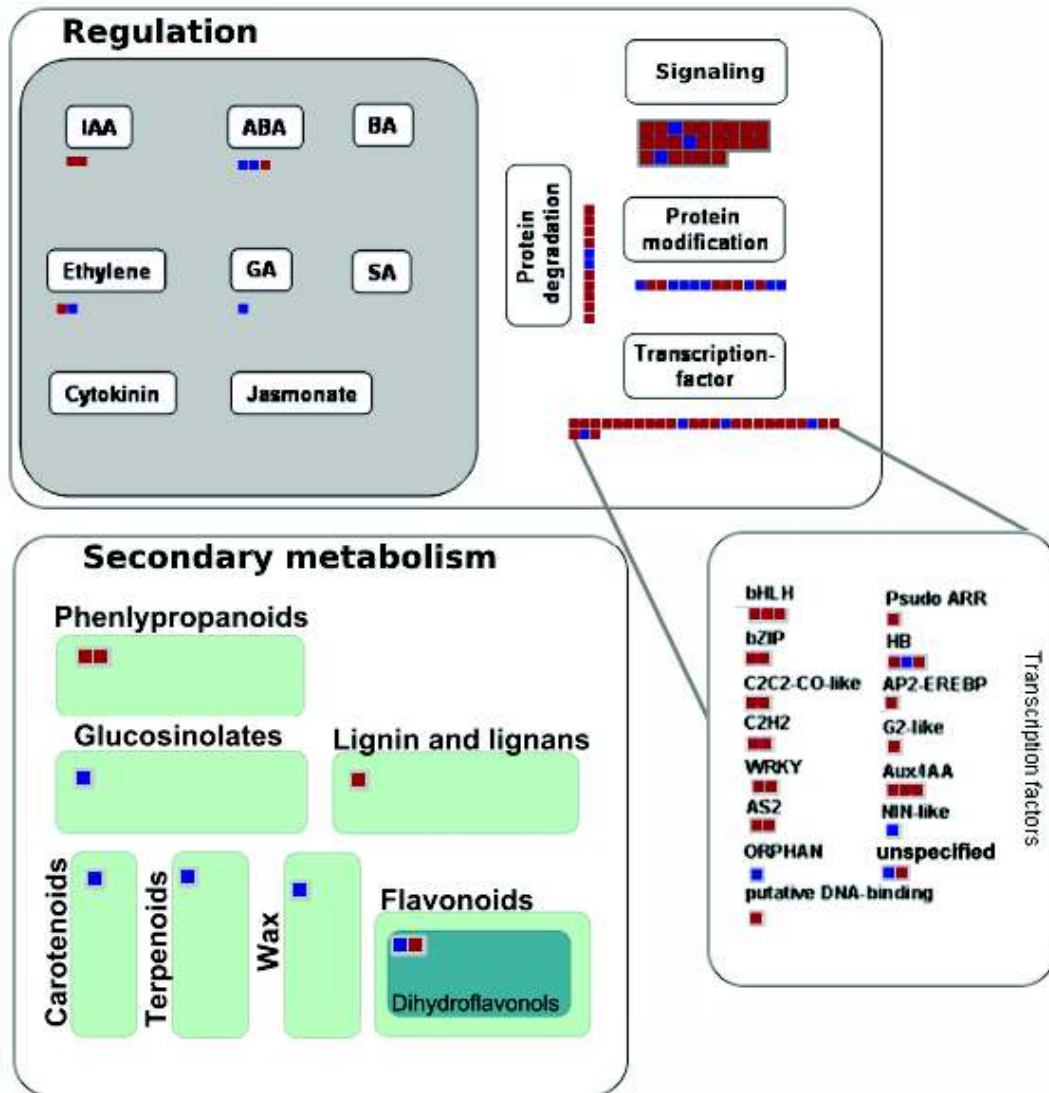 Regulation
IAA
ABA
BA
Ethylene
GA
SA
Cytokinin
Jasmonate
Signaling
Protein
degradation
Protein
modification
Transcription-
factor
Secondary metabolism
Phenlypropanoids
Glucosinolates
Lignin and lignans
Carotenoids
Terpenoids
Wax
Flavonoids
Dihydroflavonols
bHLH
Psudo ARR
bZIP
HB
C2C2-CO-like
AP2-EREBP
C2H2
G2-like
WRKY
Aux4AA
AS2
NIN-like
ORPHAN
unspecified
putative DNA-binding
Transcription factors